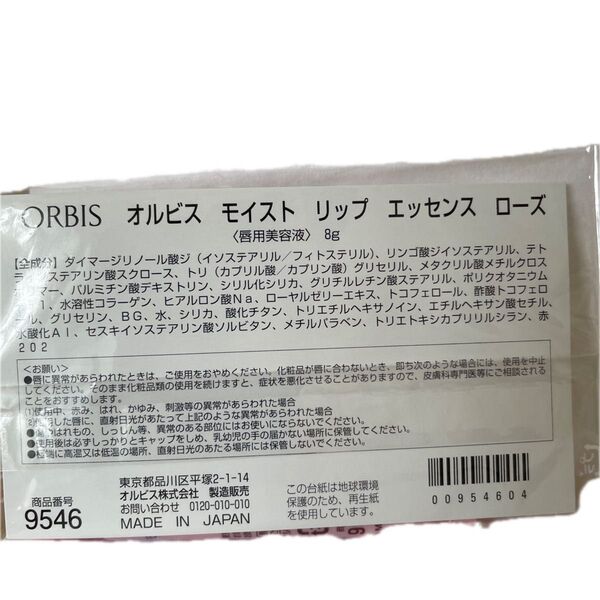 ORBIS オルビス モイスト リップ エッセンス ローズ
〈唇用美容液〉 8g
【全成分】ダイマージリノール酸ジ(イソステアリル/フィトステリル)、リンゴ酸ジイソステアリル、テト
ステアリン酸スクロース、トリ(カプリル酸/カプリン酸)グリセリル、メタクリル酸メチルクロス
マー、パルミチン酸デキストリン、シリル化シリカ、グリチルレチン酸ステアリル、ポリクオタニウム
1、水溶性コラーゲン、ヒアルロン酸Na、ローヤルゼリーエキス、トコフェロール、酢酸トコフェロ
ル、グリセリン、BG、水、シリカ、酸化チタン、トリエチルヘキサノイン、エチルヘキサン酸セチル、
水酸化Al、セスキイソステアリン酸ソルビタン、メチルパラベン、トリエトキシカプリリルシラン、赤
202
<お願い>
●唇に異常があらわれたときは、ご使用をおやめください。化粧品が唇に合わないとき、即ち次のような場合には、使用を中止
してください。そのまま化粧品類の使用を続けますと、症状を悪化させることがありますので、皮膚科専門医等にご相談される
ことをおすすめします。
(1)使用中、赤み、はれ、かゆみ、刺激等の異常があらわれた場合
(2)使用した唇に、直射日光があたって上記のような異常があらわれた場合
はれもの、しっしん等、異常のある部位にはお使いにならないでください。
●使用後は必ずしっかりとキャップをしめ、乳幼児の手の届かない場所に保管してください。
●極端に高温又は低温の場所、直射日光のあたる場所には保管しないでください。
商品番号
9546
東京都品川区平塚2-1-14
オルビス株式会社 製造販売
お問い合わせ 0120-010-010
MADE IN JAPAN
この台紙は地球環境
保護のため、再生紙
を使用しています。
00954604